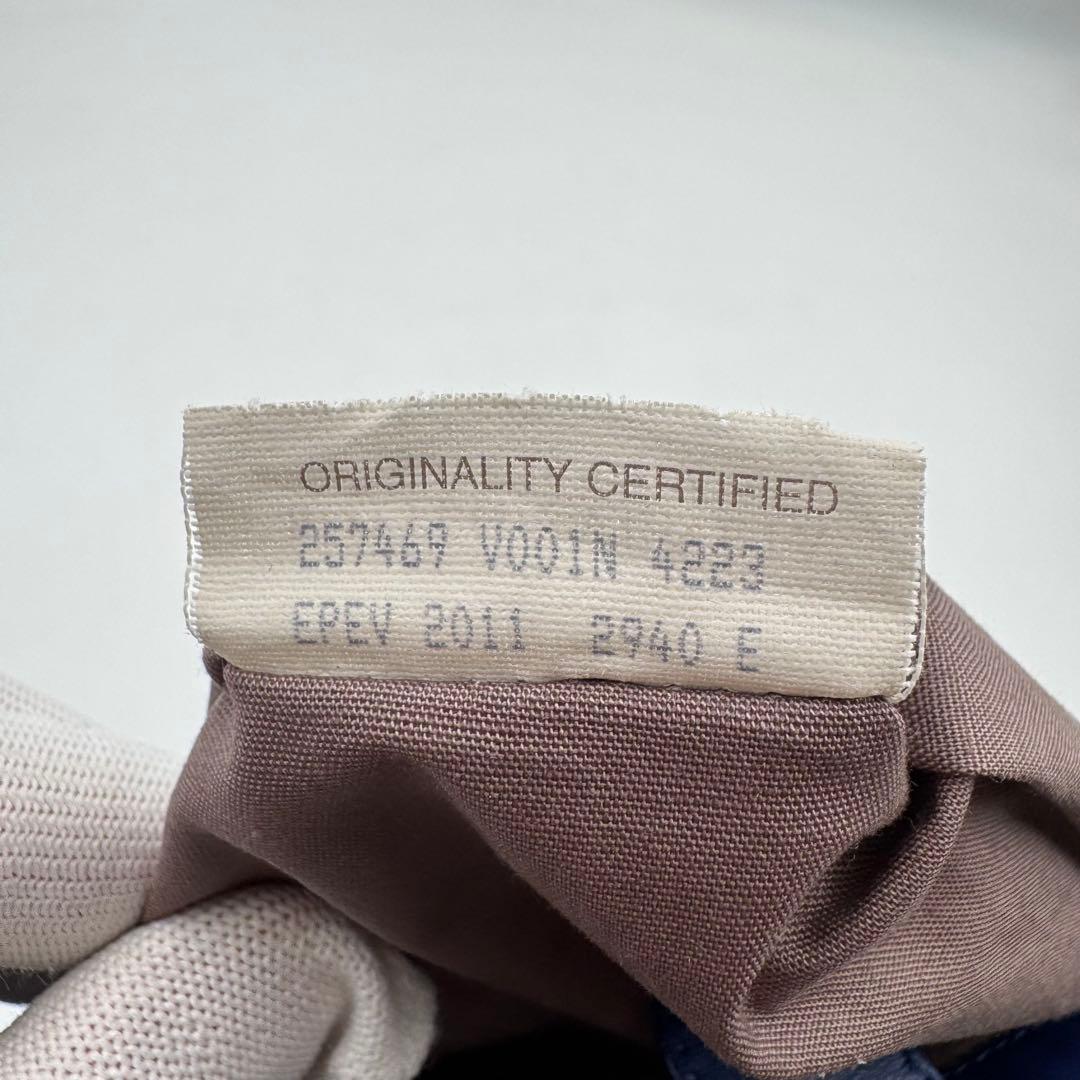 ORIGINALITY CERTIFIED
257469 V001N 4223
EPEV 2011 2940 E